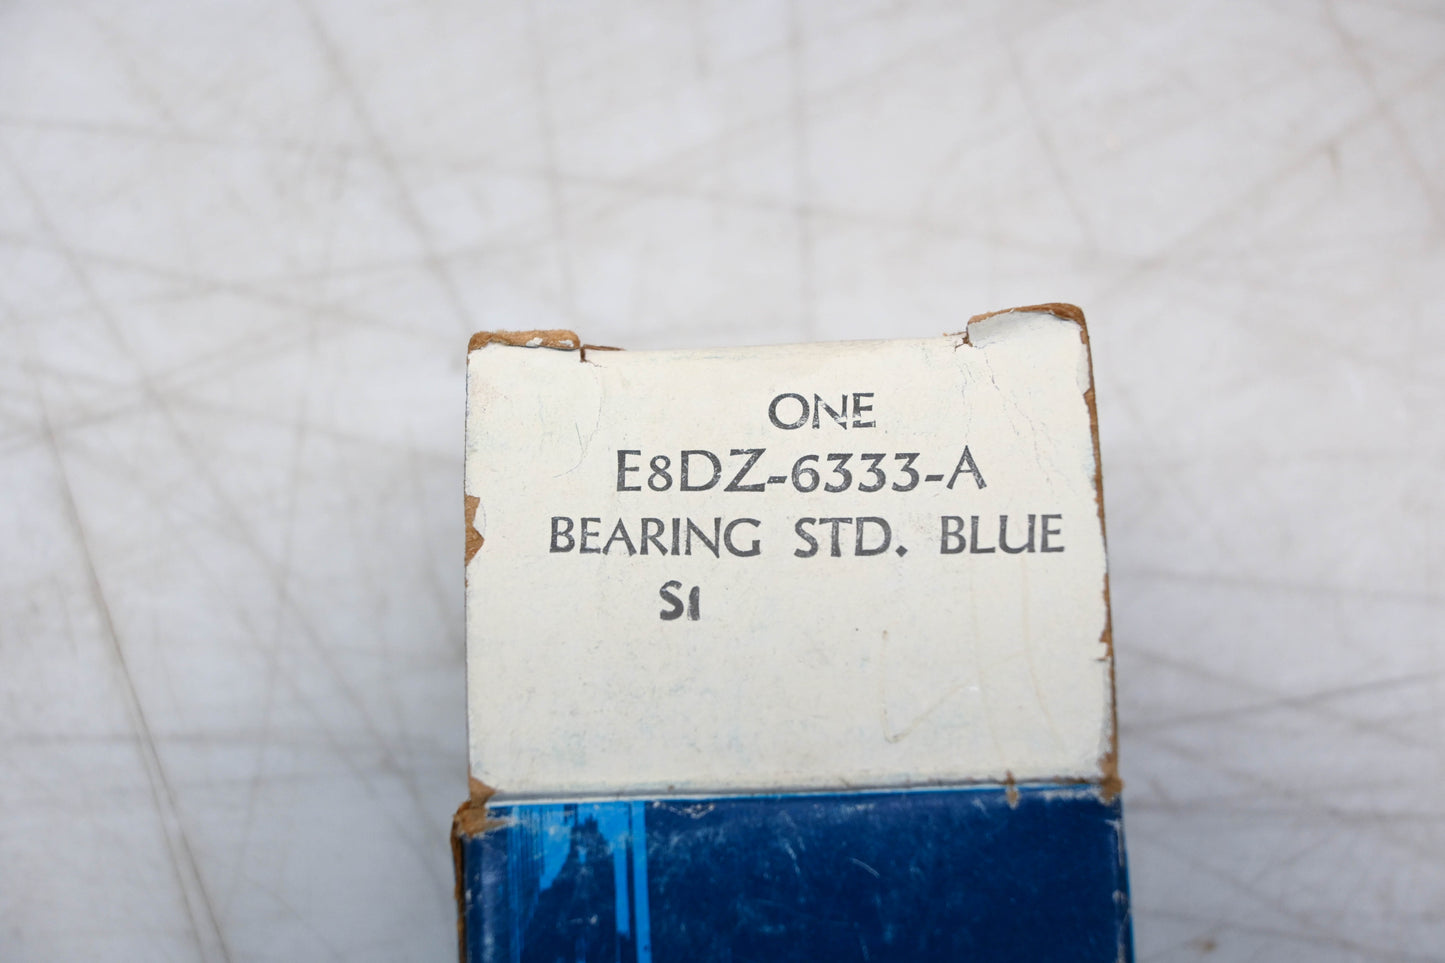 ONE
E8DZ-6333-A
BEARING STD. BLUE
S1